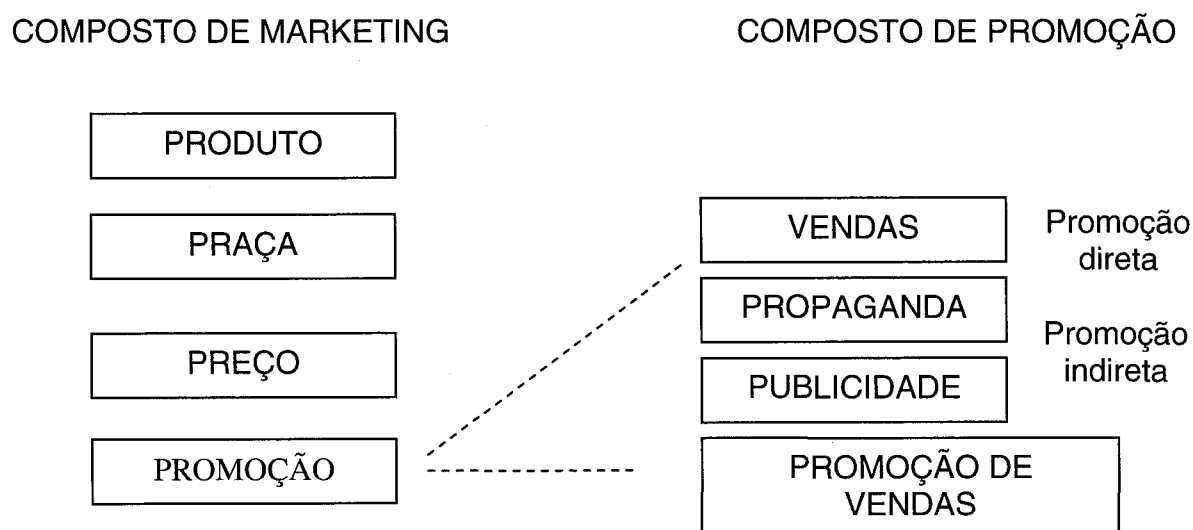 COMPOSTO DE MARKETING
PRODUTO
PRAÇA
PREÇO
PROMOÇÃO
COMPOSTO DE PROMOÇÃO
VENDAS
Promoção
direta
PROPAGANDA
PUBLICIDADE
Promoção
indireta
PROMOÇÃO DE
VENDAS